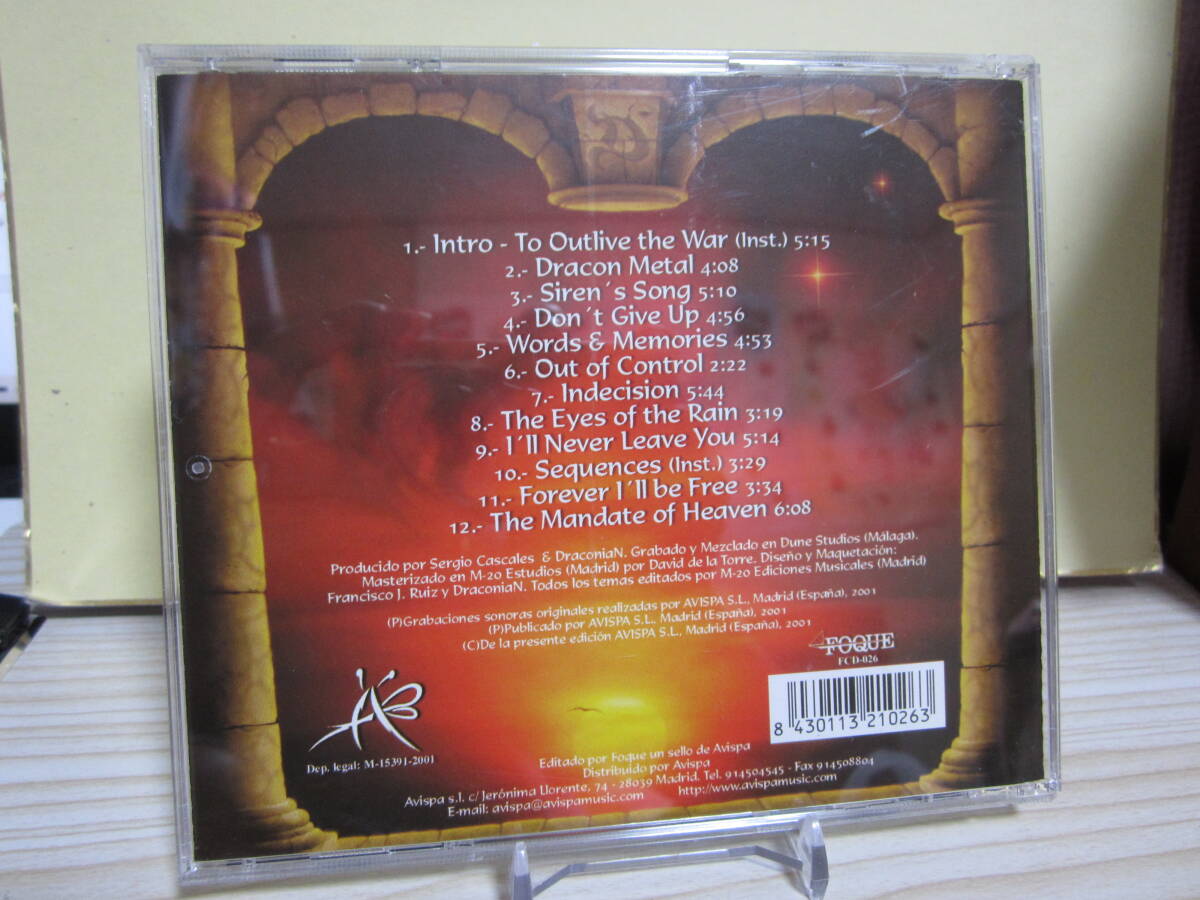 1.- Intro - To Outlive the War (Inst.) 5:15
2.- Dracon Metal 4:08
3.- Siren´s Song 5:10
4.- Don´t Give Up 4:56
5.- Words & Memories 4:53
6.- Out of Control 2:22
7.- Indecision 5:44
8.- The Eyes of the Rain 3:19
9.- I´ll Never Leave You 5:14
10.- Sequences (Inst.) 3:29
11.- Forever I´ll be Free 3:34
12.- The Mandate of Heaven 6:08
Producido por Sergio Cascales & DraconiaN. Grabado y Mezclado en Dune Studios (Málaga).
Masterizado en M-20 Estudios (Madrid) por David de la Torre. Diseño y Maquetación:
Francisco J. Ruiz y DraconiaN. Todos los temas editados por M-20 Ediciones Musicales (Madrid)
(P)Grabaciones sonoras originales realizadas por AVISPA S.L., Madrid (España), 2001
(P)Publicado por AVISPA S.L. Madrid (España), 2001
(C)De la presente edición AVISPA S.L., Madrid (España), 2001
FOQUE
FCD-026
8 430113 210263
Dep. legal: M-15391-2001
Editado por Foque un sello de Avispa
Distribuido por Avispa
Avispa s.l. c/ Jerónima Llorente, 74 - 28039 Madrid. Tel. 914504545 - Fax 914508804
E-mail: avispa@avispamusic.com http://www.avispamusic.com